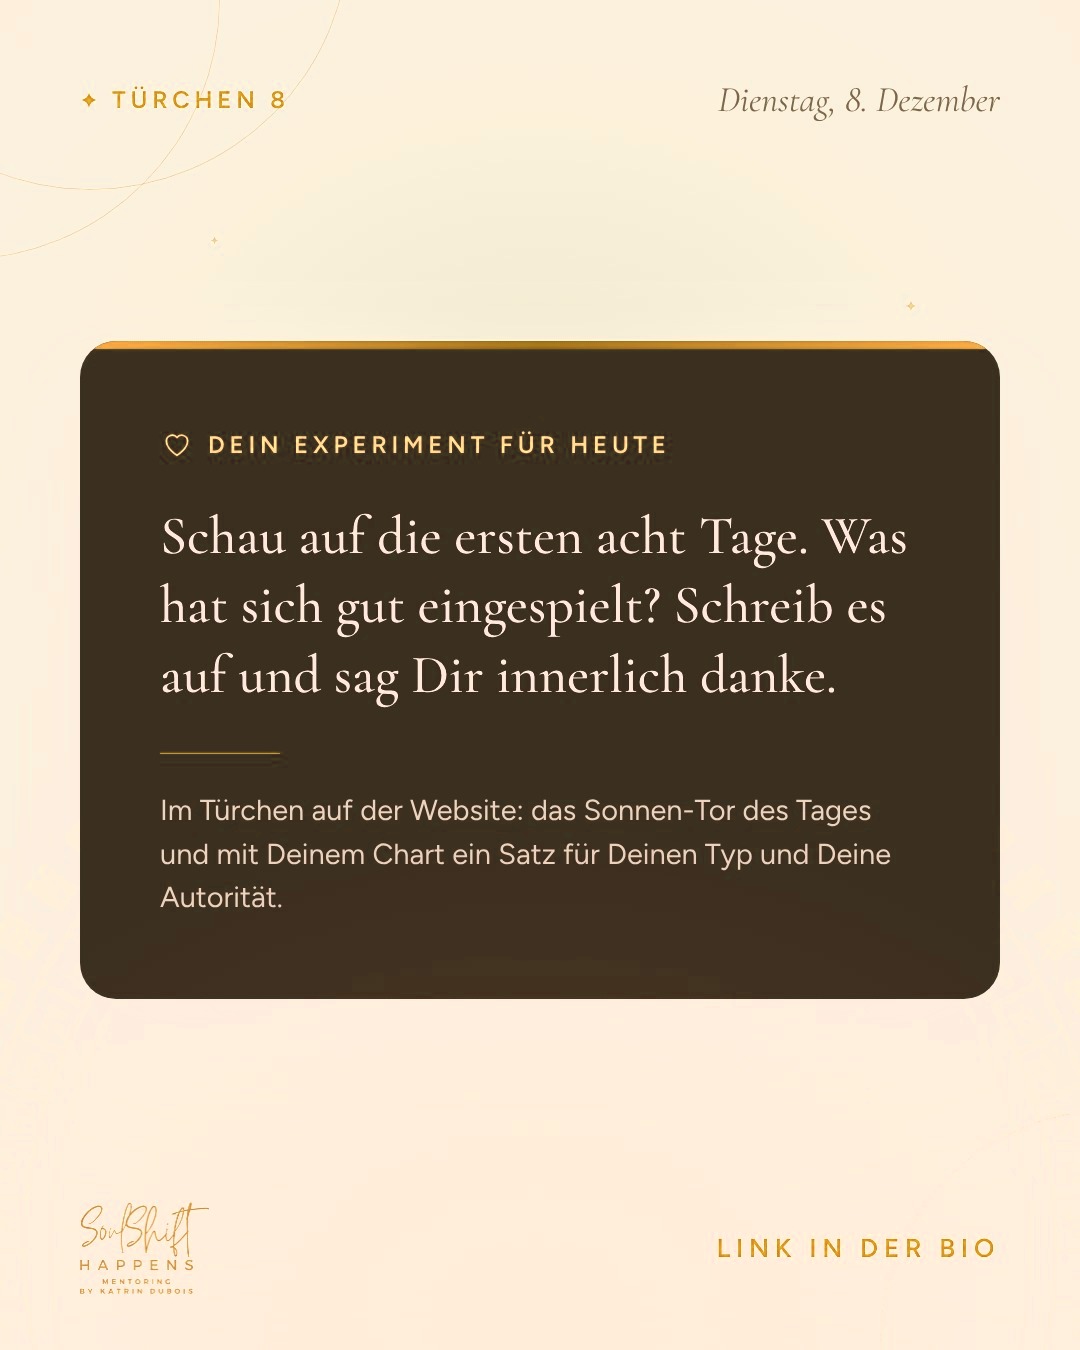 TÜRCHEN 8
Dienstag, 8. Dezember
DEIN EXPERIMENT FÜR HEUTE
Schau auf die ersten acht Tage. Was
hat sich gut eingespielt? Schreib es
auf und sag Dir innerlich danke.
Im Türchen auf der Website: das Sonnen-Tor des Tages
und mit Deinem Chart ein Satz für Deinen Typ und Deine
Autorität.
SoulShift
HAPPENS
MENTORING
BY KATRIN DUBOIS
LINK IN DER BIO